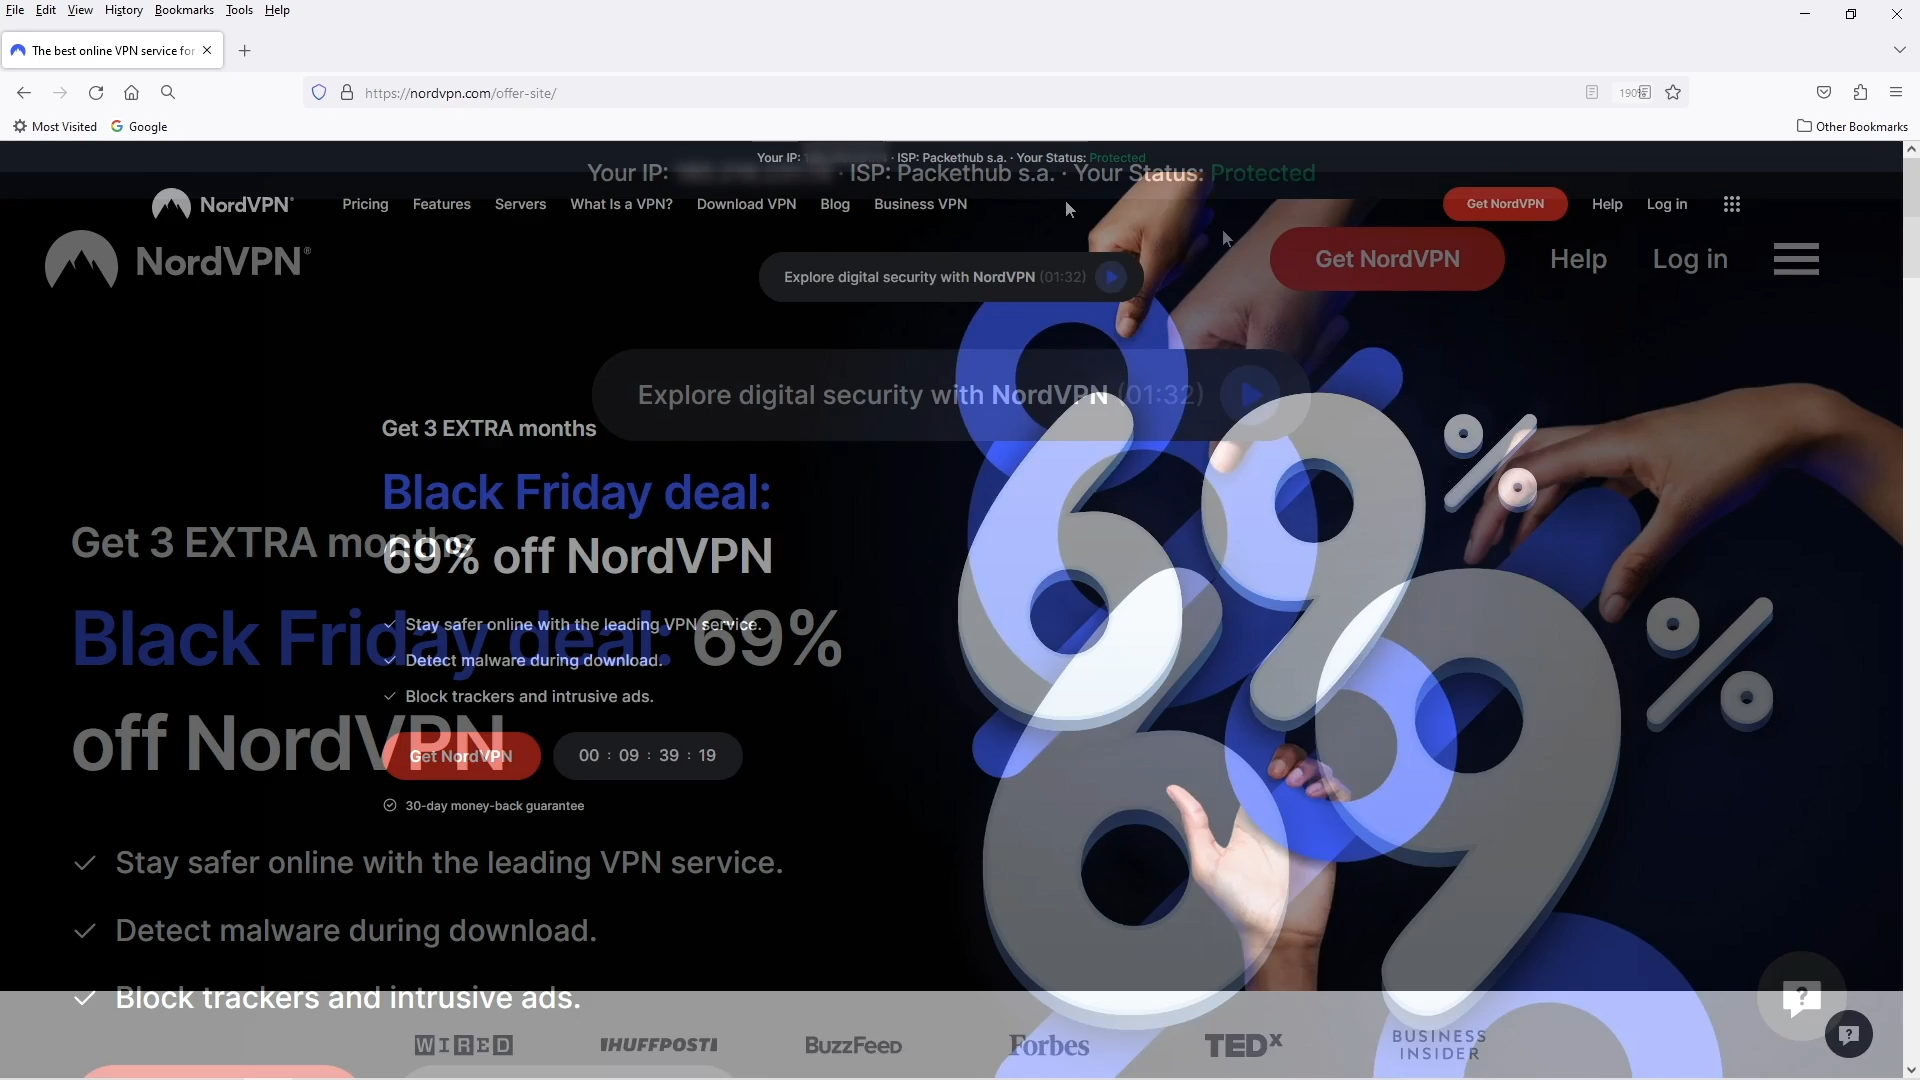 File Edit View History Bookmarks Tools Help
The best online VPN service for
https://nordvpn.com/offer-site/
190%
Most Visited Google
Other Bookmarks
Your IP: · ISP: Packethub s.a. · Your Status: Protected
Your IP: · ISP: Packethub s.a. · Your Status: Protected
NordVPN®
Pricing Features Servers What Is a VPN? Download VPN Blog Business VPN
Get NordVPN Help Log in
NordVPN®
Get NordVPN Help Log in
Explore digital security with NordVPN (01:32)
Explore digital security with NordVPN (01:32)
Get 3 EXTRA months
Black Friday deal:
69% off NordVPN
Stay safer online with the leading VPN service.
Detect malware during download.
Block trackers and intrusive ads.
Get NordVPN 00 : 09 : 39 : 19
30-day money-back guarantee
69%
Get 3 EXTRA months
Black Friday deal: 69%
off NordVPN
Stay safer online with the leading VPN service.
Detect malware during download.
Block trackers and intrusive ads.
69%
WIRED IHUFFPOSTI BuzzFeed Forbes TEDx BUSINESS
INSIDER